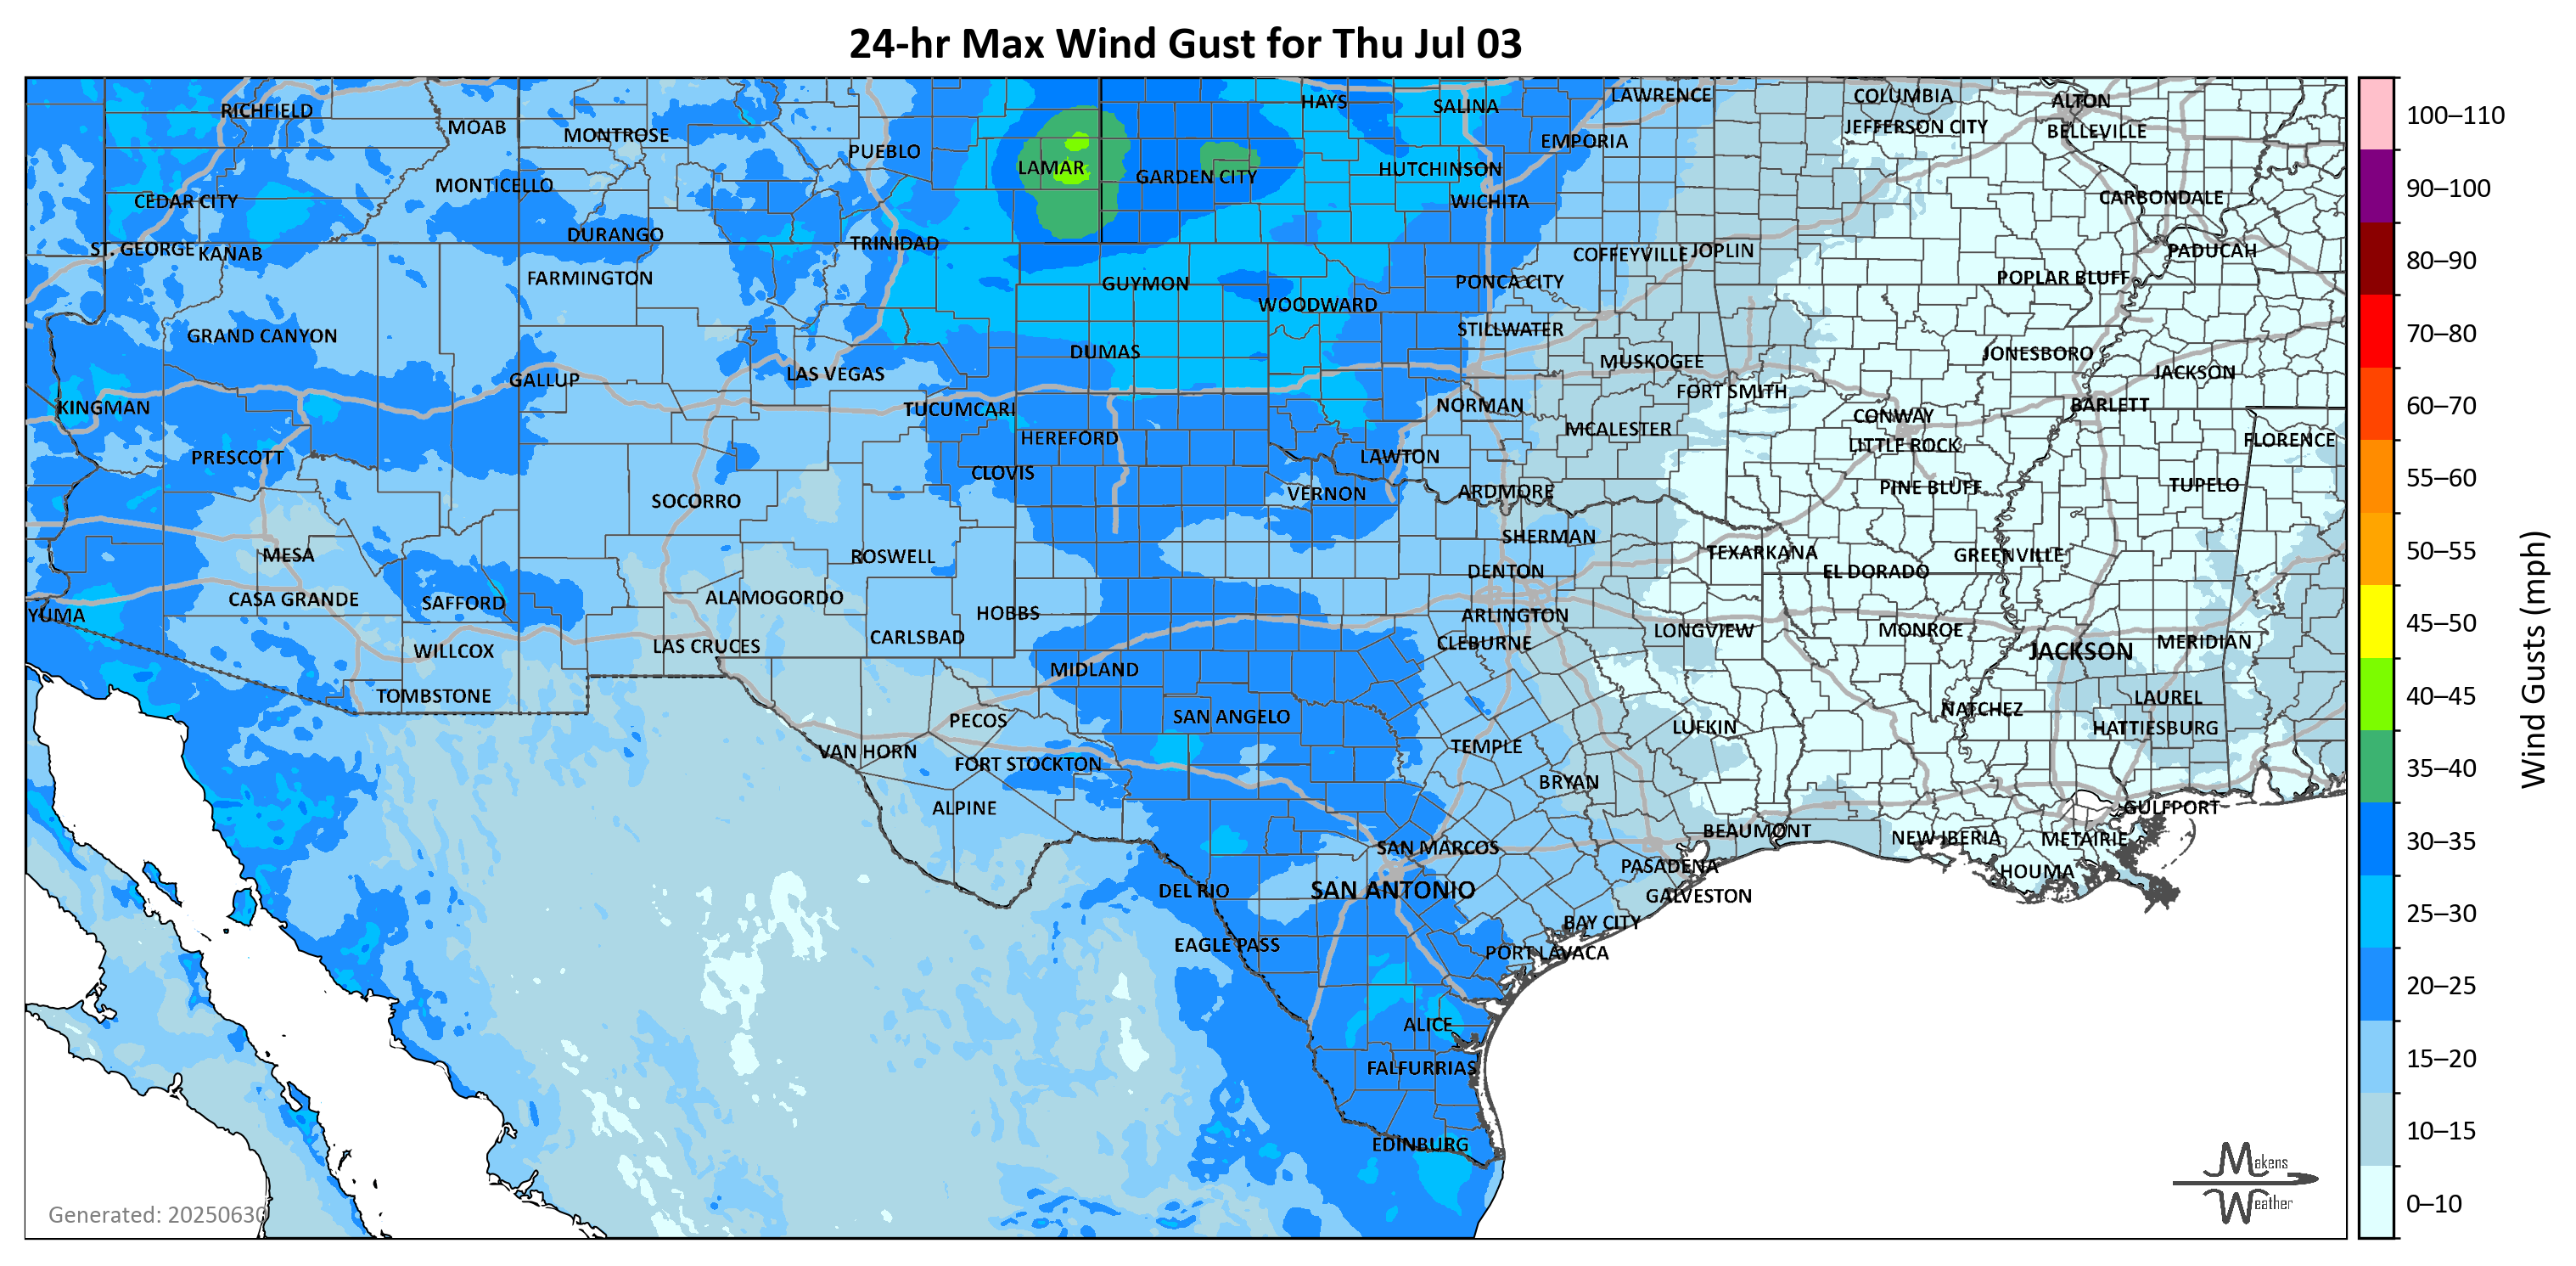 24-hr Max Wind Gust for Thu Jul 03
RICHFIELD
MOAB
MONTROSE
PUEBLO
LAMAR
GARDEN CITY
HAYS
SALINA
HUTCHINSON
WICHITA
EMPORIA
LAWRENCE
COLUMBIA
JEFFERSON CITY
ALTON
BELLEVILLE
CARBONDALE
PADUCAH
MONTICELLO
CEDAR CITY
ST. GEORGE
KANAB
DURANGO
TRINIDAD
FARMINGTON
GUYMON
WOODWARD
PONCA CITY
COFFEYVILLE
JOPLIN
POPLAR BLUFF
GRAND CANYON
STILLWATER
DUMAS
MUSKOGEE
JONESBORO
JACKSON
GALLUP
LAS VEGAS
FORT SMITH
KINGMAN
TUCUMCARI
NORMAN
CONWAY
BARLETT
HEREFORD
MCALESTER
LITTLE ROCK
FLORENCE
PRESCOTT
CLOVIS
LAWTON
VERNON
ARDMORE
PINE BLUFF
TUPELO
SOCORRO
SHERMAN
MESA
ROSWELL
TEXARKANA
GREENVILLE
DENTON
EL DORADO
CASA GRANDE
SAFFORD
ALAMOGORDO
YUMA
HOBBS
ARLINGTON
CARLSBAD
CLEBURNE
LONGVIEW
MONROE
MERIDIAN
WILLCOX
LAS CRUCES
JACKSON
MIDLAND
TOMBSTONE
LAUREL
PECOS
SAN ANGELO
NATCHEZ
LUFKIN
HATTIESBURG
VAN HORN
TEMPLE
FORT STOCKTON
BRYAN
ALPINE
GULFPORT
BEAUMONT
NEW IBERIA
METAIRIE
SAN MARCOS
PASADENA
HOUMA
DEL RIO
SAN ANTONIO
GALVESTON
BAY CITY
EAGLE PASS
PORT LAVACA
ALICE
FALFURRIAS
EDINBURG
Generated: 20250630
Makens
Weather
100–110
90–100
80–90
70–80
60–70
55–60
50–55
45–50
40–45
35–40
30–35
25–30
20–25
15–20
10–15
0–10
Wind Gusts (mph)